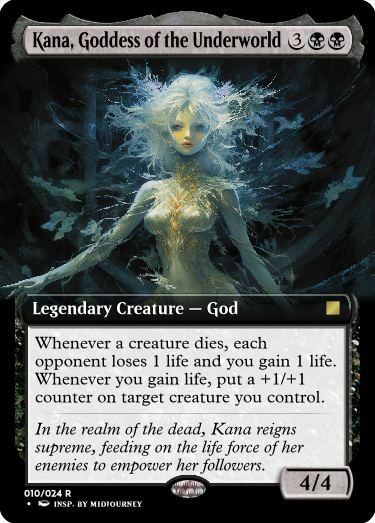 Kana, Goddess of the Underworld 3
Legendary Creature — God
Whenever a creature dies, each
opponent loses 1 life and you gain 1 life.
Whenever you gain life, put a +1/+1
counter on target creature you control.
In the realm of the dead, Kana reigns
supreme, feeding on the life force of her
enemies to empower her followers.
4/4
010/024 R
• INSP. BY MIDJOURNEY